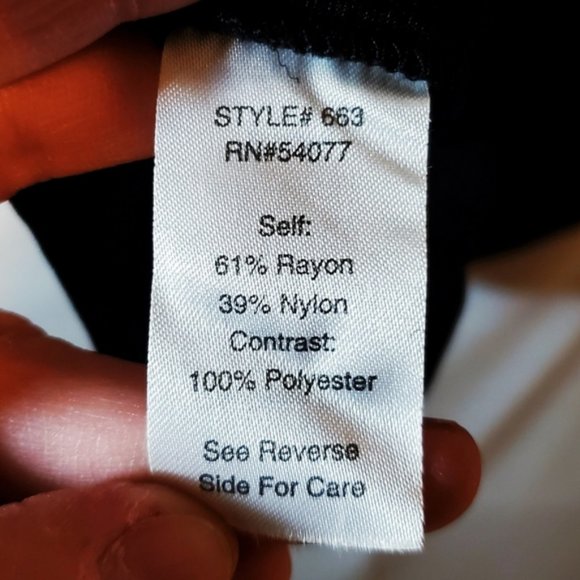 STYLE# 663
RN#54077
Self:
61% Rayon
39% Nylon
Contrast:
100% Polyester
See Reverse
Side For Care